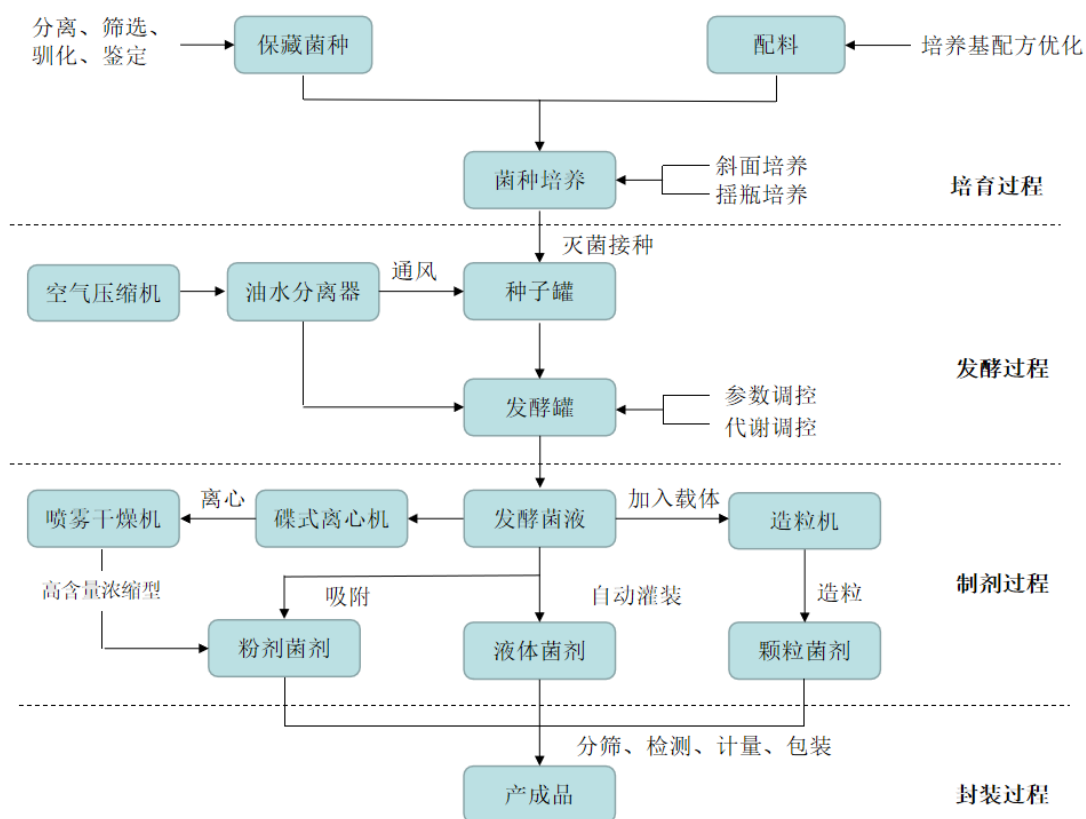 分离、筛选、
驯化、鉴定
保藏菌种
配料
培养基配方优化
菌种培养
斜面培养
摇瓶培养
培育过程
灭菌接种
空气压缩机
油水分离器
通风
种子罐
发酵过程
发酵罐
参数调控
代谢调控
喷雾干燥机
离心
碟式离心机
发酵菌液
加入载体
造粒机
高含量浓缩型
吸附
自动灌装
造粒
制剂过程
粉剂菌剂
液体菌剂
颗粒菌剂
分筛、检测、计量、包装
产成品
封装过程